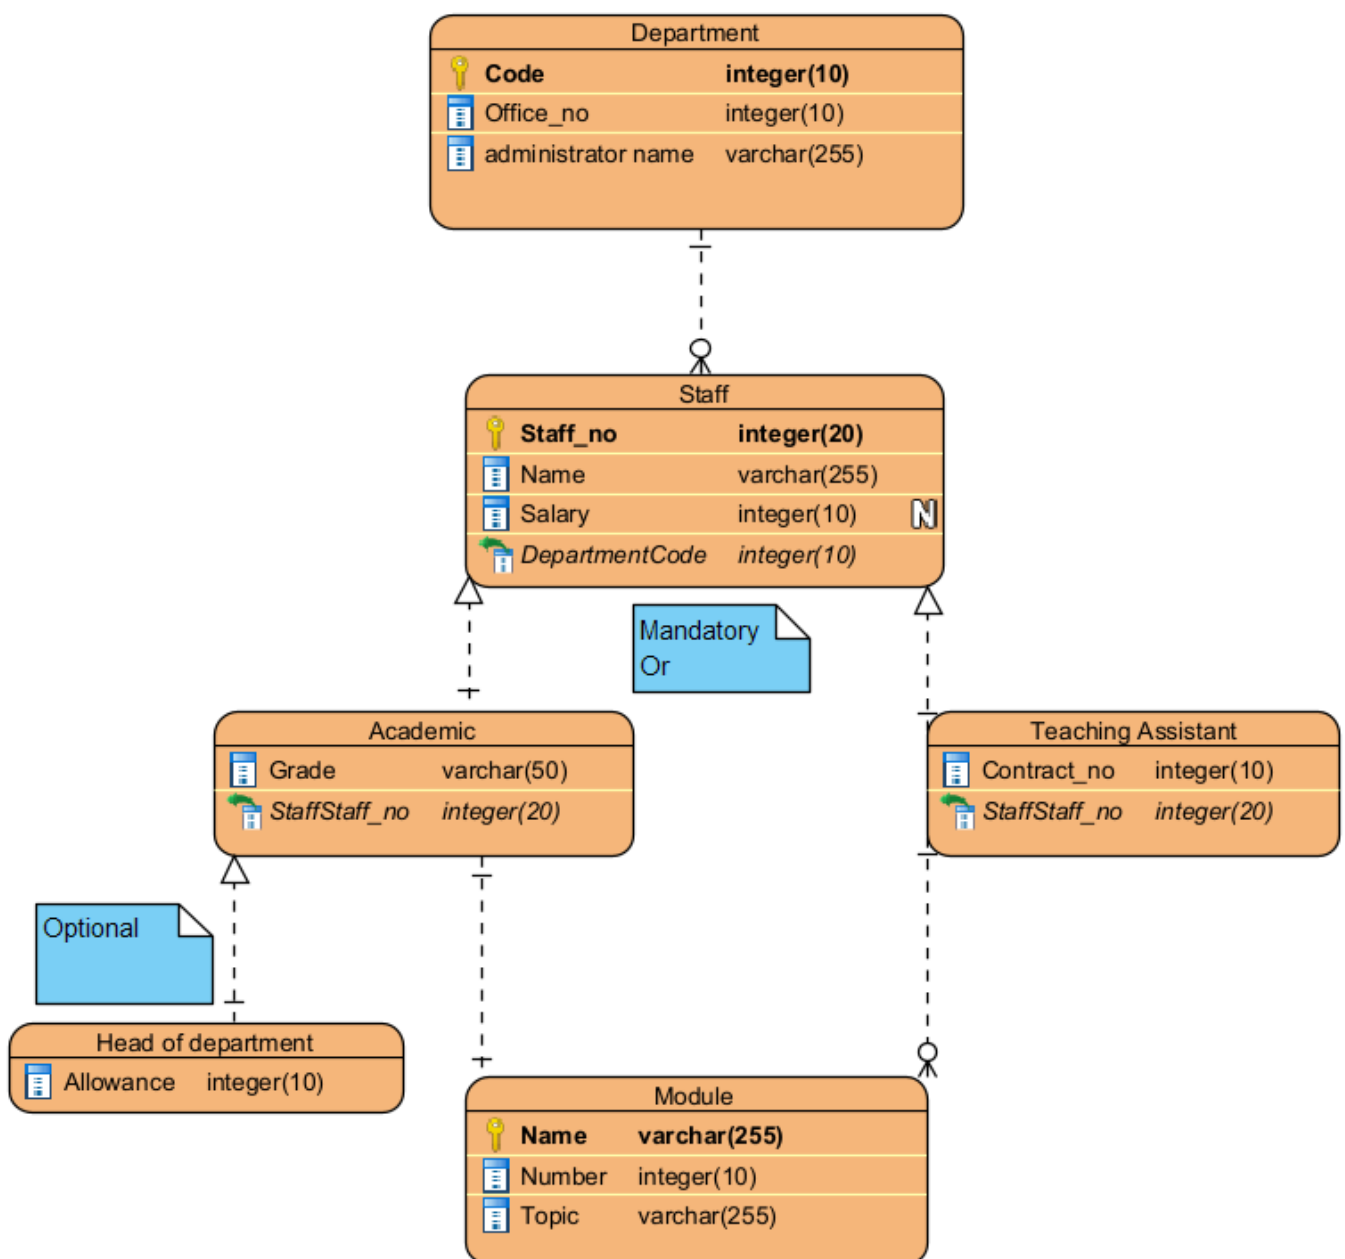 Department
Code integer(10)
Office_no integer(10)
administrator name varchar(255)
Staff
Staff_no integer(20)
Name varchar(255)
Salary integer(10) N
DepartmentCode integer(10)
Mandatory
Or
Academic
Grade varchar(50)
StaffStaff_no integer(20)
Teaching Assistant
Contract_no integer(10)
StaffStaff_no integer(20)
Optional
Head of department
Allowance integer(10)
Module
Name varchar(255)
Number integer(10)
Topic varchar(255)